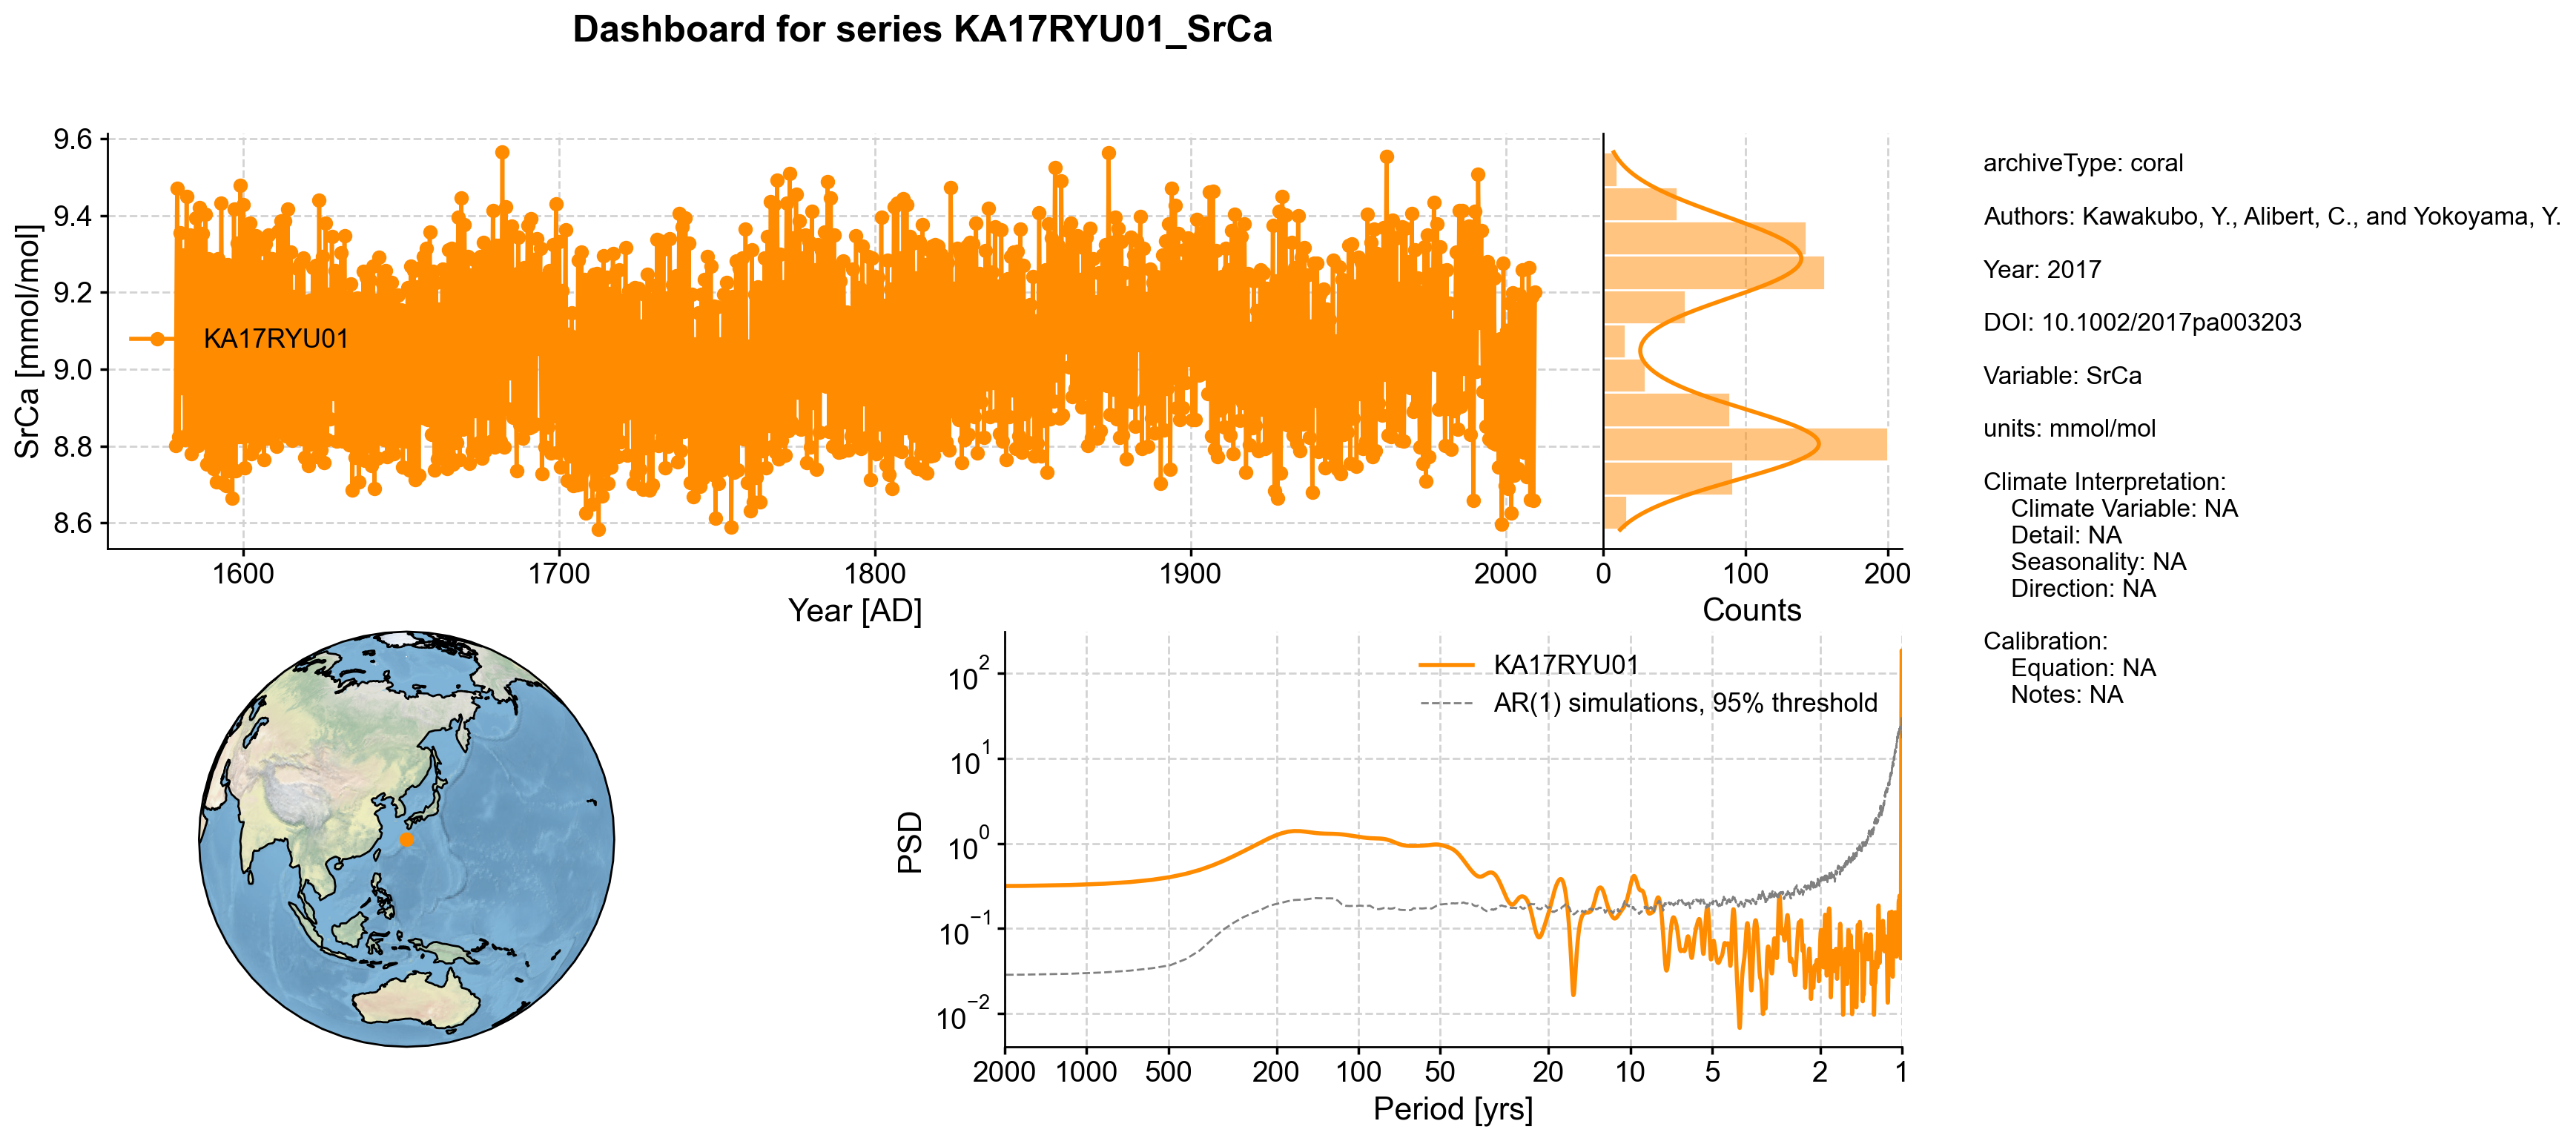 Dashboard for series KA17RYU01_SrCa
SrCa [mmol/mol]
9.6
9.4
9.2
9.0
8.8
8.6
KA17RYU01
1600 1700 1800 1900 2000
Year [AD]
0 100 200
Counts
archiveType: coral
Authors: Kawakubo, Y., Alibert, C., and Yokoyama, Y.
Year: 2017
DOI: 10.1002/2017pa003203
Variable: SrCa
units: mmol/mol
Climate Interpretation:
Climate Variable: NA
Detail: NA
Seasonality: NA
Direction: NA
Calibration:
Equation: NA
Notes: NA
PSD
10^2
10^1
10^0
10^−1
10^−2
KA17RYU01
AR(1) simulations, 95% threshold
2000 1000 500 200 100 50 20 10 5 2 1
Period [yrs]